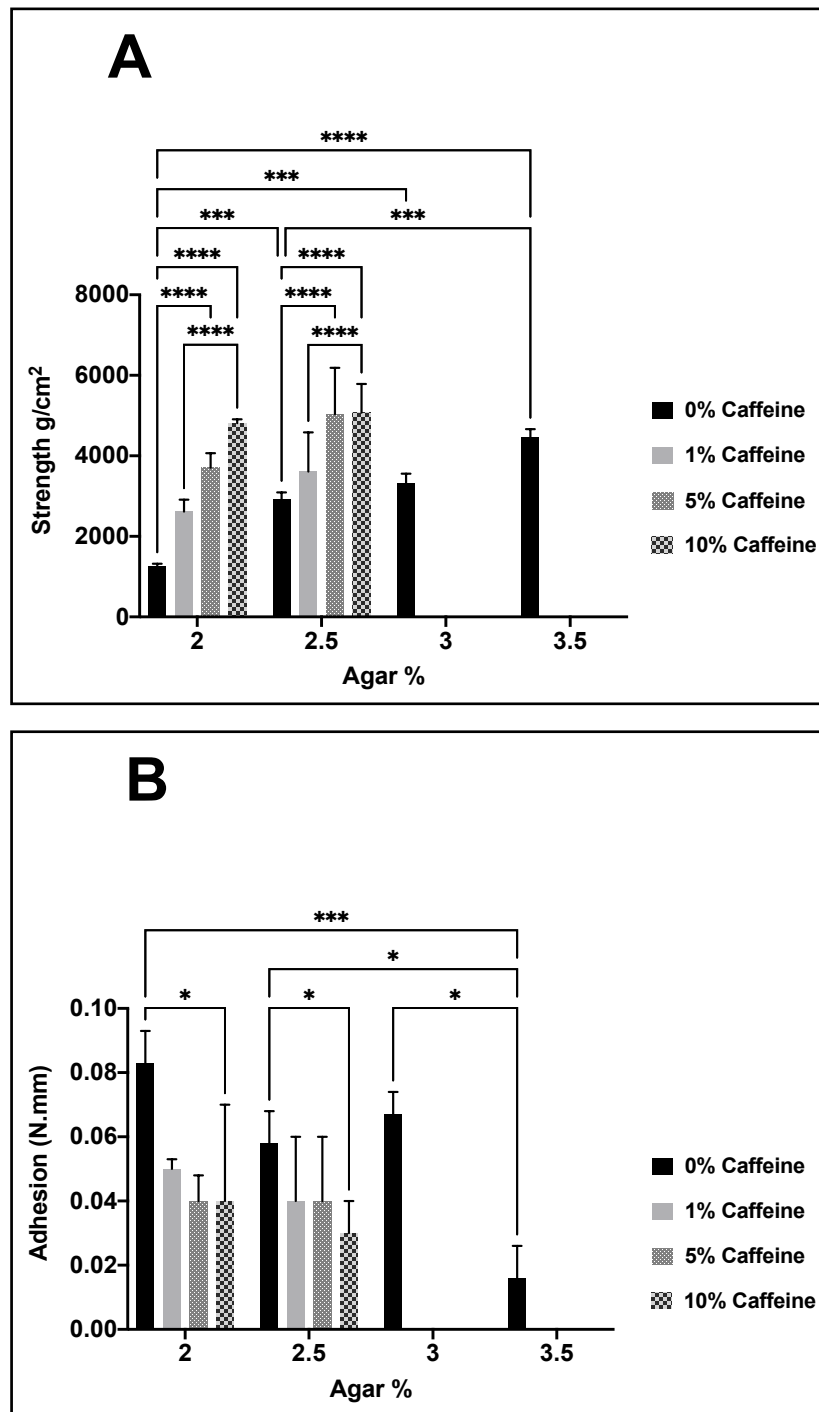 A
****
***
*** ***
**** ****
**** ****
**** ****
8000
6000
4000
2000
0
Strength g/cm²
2 2.5 3 3.5
Agar %
0% Caffeine
1% Caffeine
5% Caffeine
10% Caffeine
B
***
*
* * *
0.10
0.08
0.06
0.04
0.02
0.00
Adhesion (N.mm)
2 2.5 3 3.5
Agar %
0% Caffeine
1% Caffeine
5% Caffeine
10% Caffeine